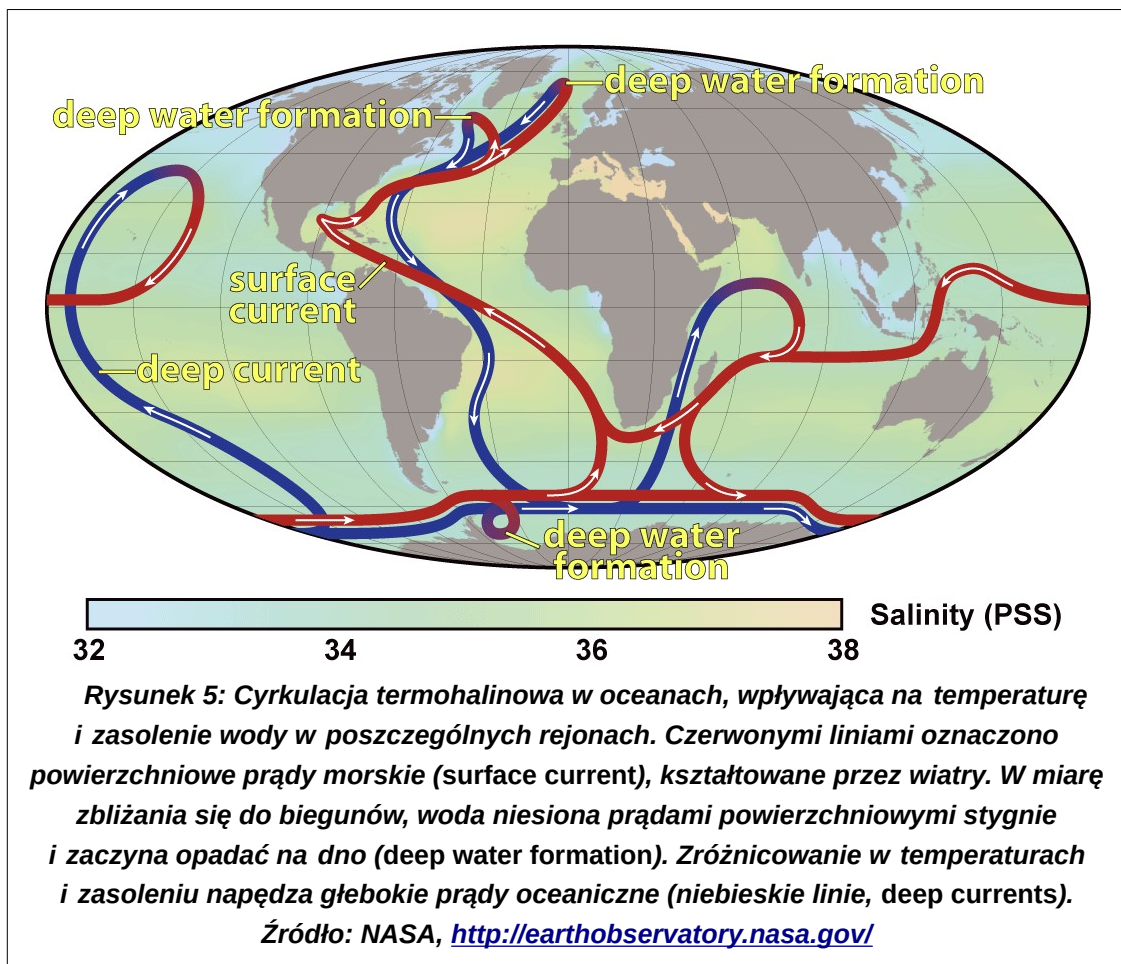 deep water formation
deep water formation
surface
current
deep current
deep water
formation
Salinity (PSS)
32 34 36 38
Rysunek 5: Cyrkulacja termohalinowa w oceanach, wpływająca na temperaturę
i zasolenie wody w poszczególnych rejonach. Czerwonymi liniami oznaczono
powierzchniowe prądy morskie (surface current), kształtowane przez wiatry. W miarę
zbliżania się do biegunów, woda niesiona prądami powierzchniowymi stygnie
i zaczyna opadać na dno (deep water formation). Zróżnicowanie w temperaturach
i zasoleniu napędza głebokie prądy oceaniczne (niebieskie linie, deep currents).
Źródło: NASA, http://earthobservatory.nasa.gov/